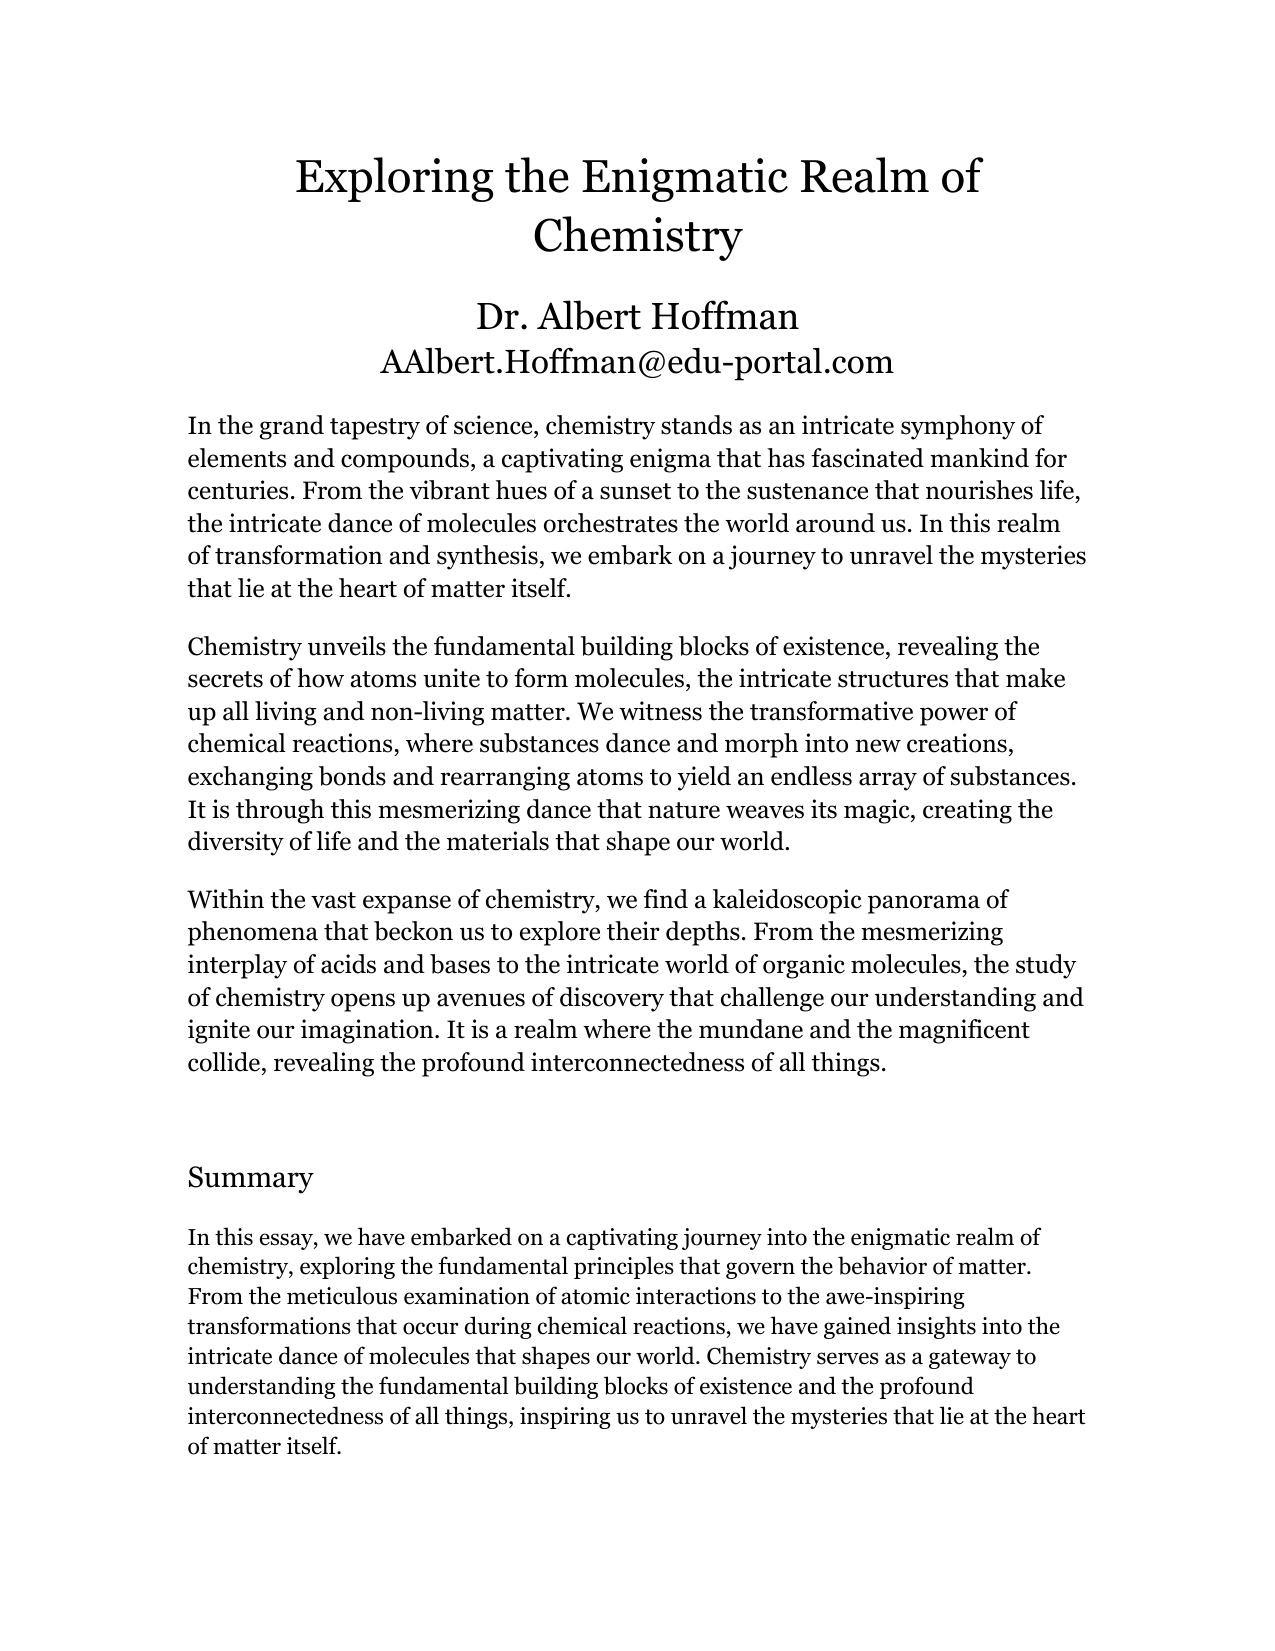 Exploring the Enigmatic Realm of
Chemistry
Dr. Albert Hoffman
AAlbert.Hoffman@edu-portal.com
In the grand tapestry of science, chemistry stands as an intricate symphony of
elements and compounds, a captivating enigma that has fascinated mankind for
centuries. From the vibrant hues of a sunset to the sustenance that nourishes life,
the intricate dance of molecules orchestrates the world around us. In this realm
of transformation and synthesis, we embark on a journey to unravel the mysteries
that lie at the heart of matter itself.
Chemistry unveils the fundamental building blocks of existence, revealing the
secrets of how atoms unite to form molecules, the intricate structures that make
up all living and non-living matter. We witness the transformative power of
chemical reactions, where substances dance and morph into new creations,
exchanging bonds and rearranging atoms to yield an endless array of substances.
It is through this mesmerizing dance that nature weaves its magic, creating the
diversity of life and the materials that shape our world.
Within the vast expanse of chemistry, we find a kaleidoscopic panorama of
phenomena that beckon us to explore their depths. From the mesmerizing
interplay of acids and bases to the intricate world of organic molecules, the study
of chemistry opens up avenues of discovery that challenge our understanding and
ignite our imagination. It is a realm where the mundane and the magnificent
collide, revealing the profound interconnectedness of all things.
Summary
In this essay, we have embarked on a captivating journey into the enigmatic realm of
chemistry, exploring the fundamental principles that govern the behavior of matter.
From the meticulous examination of atomic interactions to the awe-inspiring
transformations that occur during chemical reactions, we have gained insights into the
intricate dance of molecules that shapes our world. Chemistry serves as a gateway to
understanding the fundamental building blocks of existence and the profound
interconnectedness of all things, inspiring us to unravel the mysteries that lie at the heart
of matter itself.